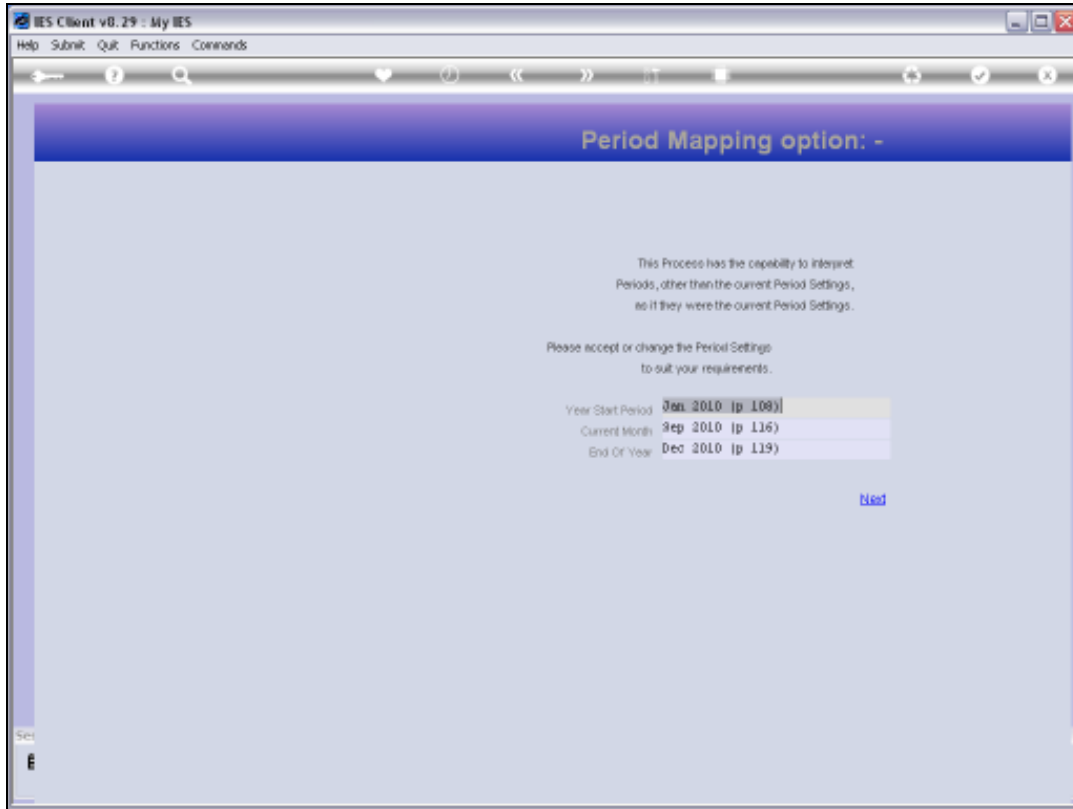 IES Client v8.29 : My IES
Help Submit Quit Functions Commands
Period Mapping option: -
This Process has the capability to interpret
Periods, other than the current Period Settings,
as if they were the current Period Settings.
Please accept or change the Period Settings
to suit your requirements.
Year Start Period Jan 2010 (p 108)
Current Month Sep 2010 (p 116)
End Of Year Dec 2010 (p 119)
Next